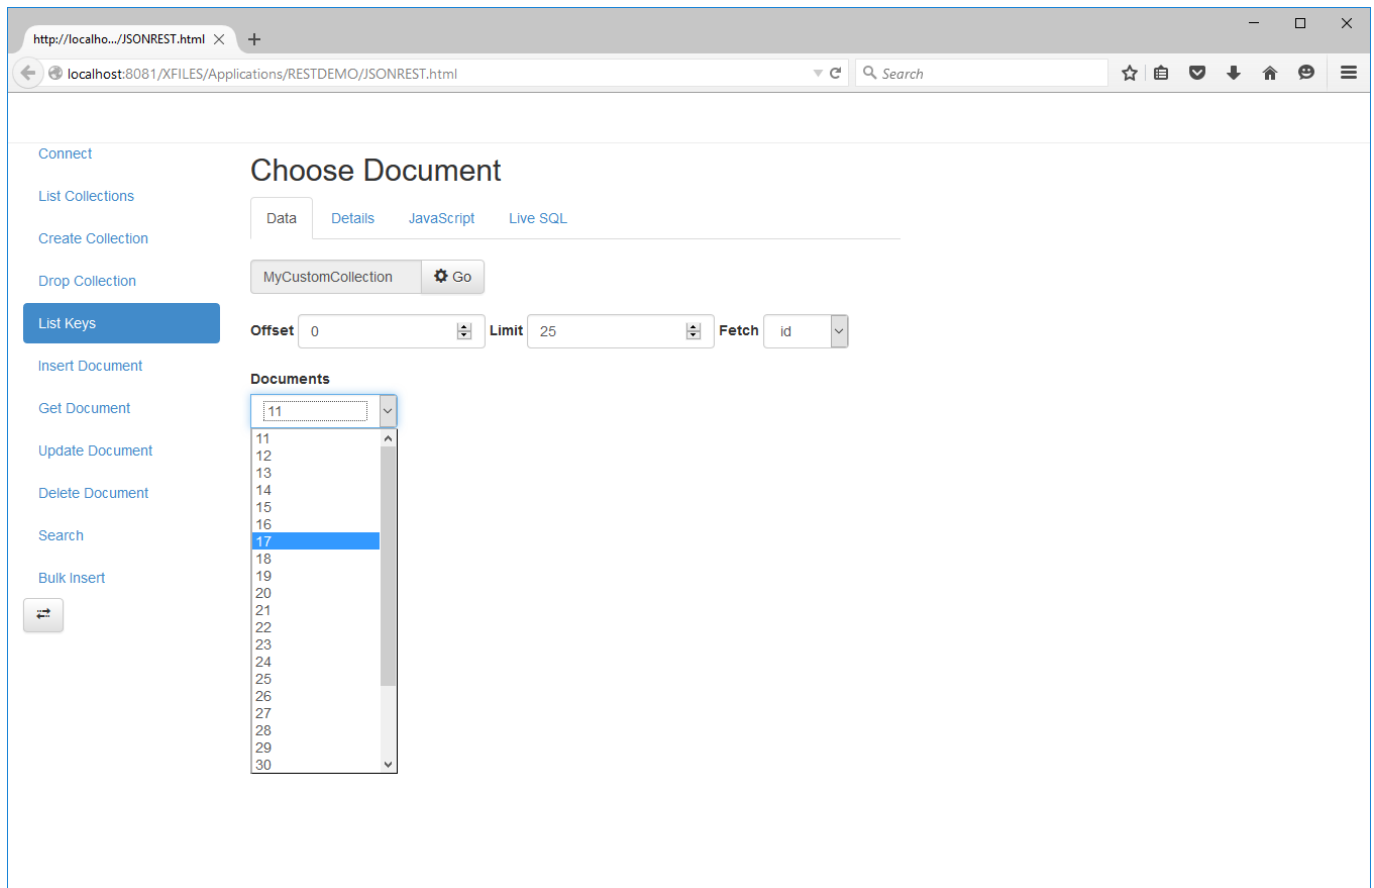 http://localho.../JSONREST.html
localhost:8081/XFILES/Applications/RESTDEMO/JSONREST.html
Search
Connect
List Collections
Create Collection
Drop Collection
List Keys
Insert Document
Get Document
Update Document
Delete Document
Search
Bulk Insert
Choose Document
Data Details JavaScript Live SQL
MyCustomCollection Go
Offset 0 Limit 25 Fetch id
Documents
11
11
12
13
14
15
16
17
18
19
20
21
22
23
24
25
26
27
28
29
30